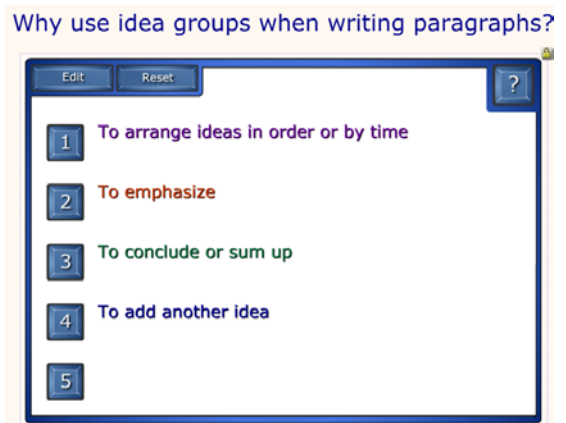 Why use idea groups when writing paragraphs?
Edit Reset ?
1 To arrange ideas in order or by time
2 To emphasize
3 To conclude or sum up
4 To add another idea
5